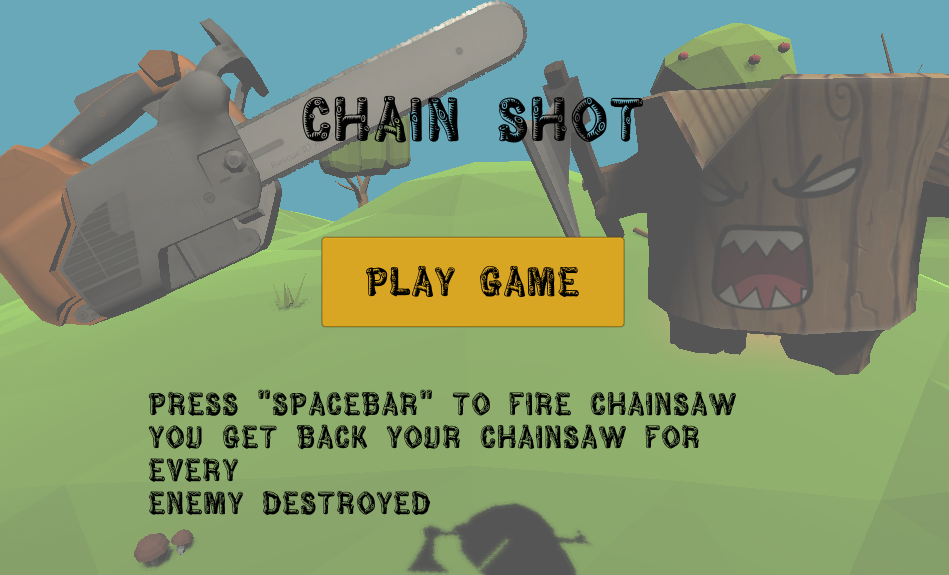 CHAIN SHOT
PLAY GAME
PRESS "SPACEBAR" TO FIRE CHAINSAW
YOU GET BACK YOUR CHAINSAW FOR
EVERY
ENEMY DESTROYED